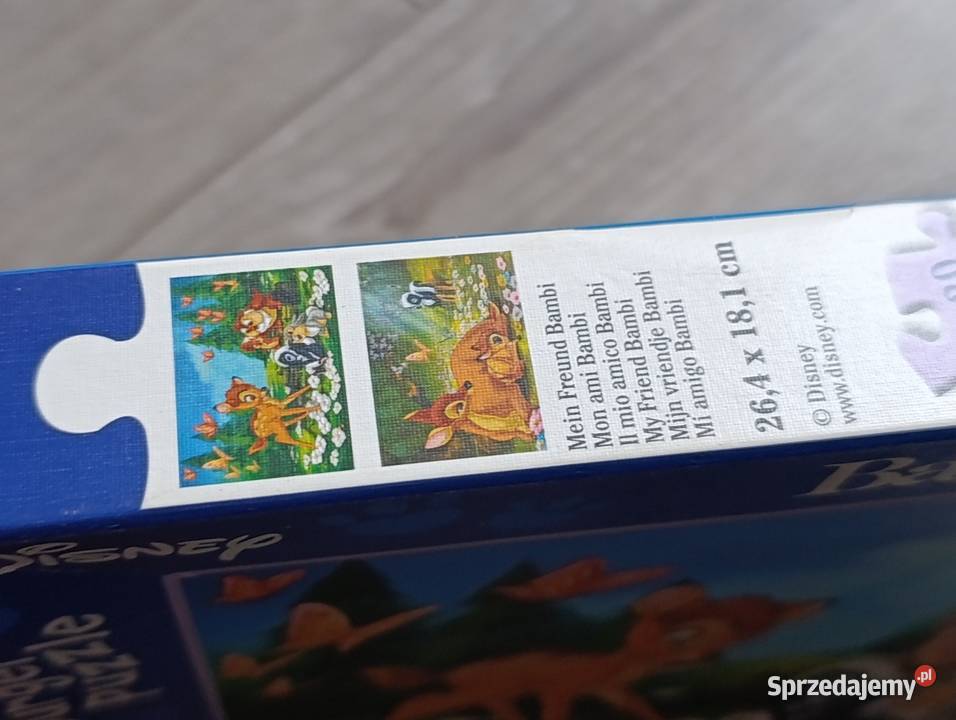 Mein Freund Bambi
Mon ami Bambi
Il mio amico Bambi
My Friend Bambi
Mijn vriendje Bambi
Mi amigo Bambi
26,4 x 18,1 cm
© Disney
www.disney.com
DISNEY
puzzle
Sprzedajemy.pl